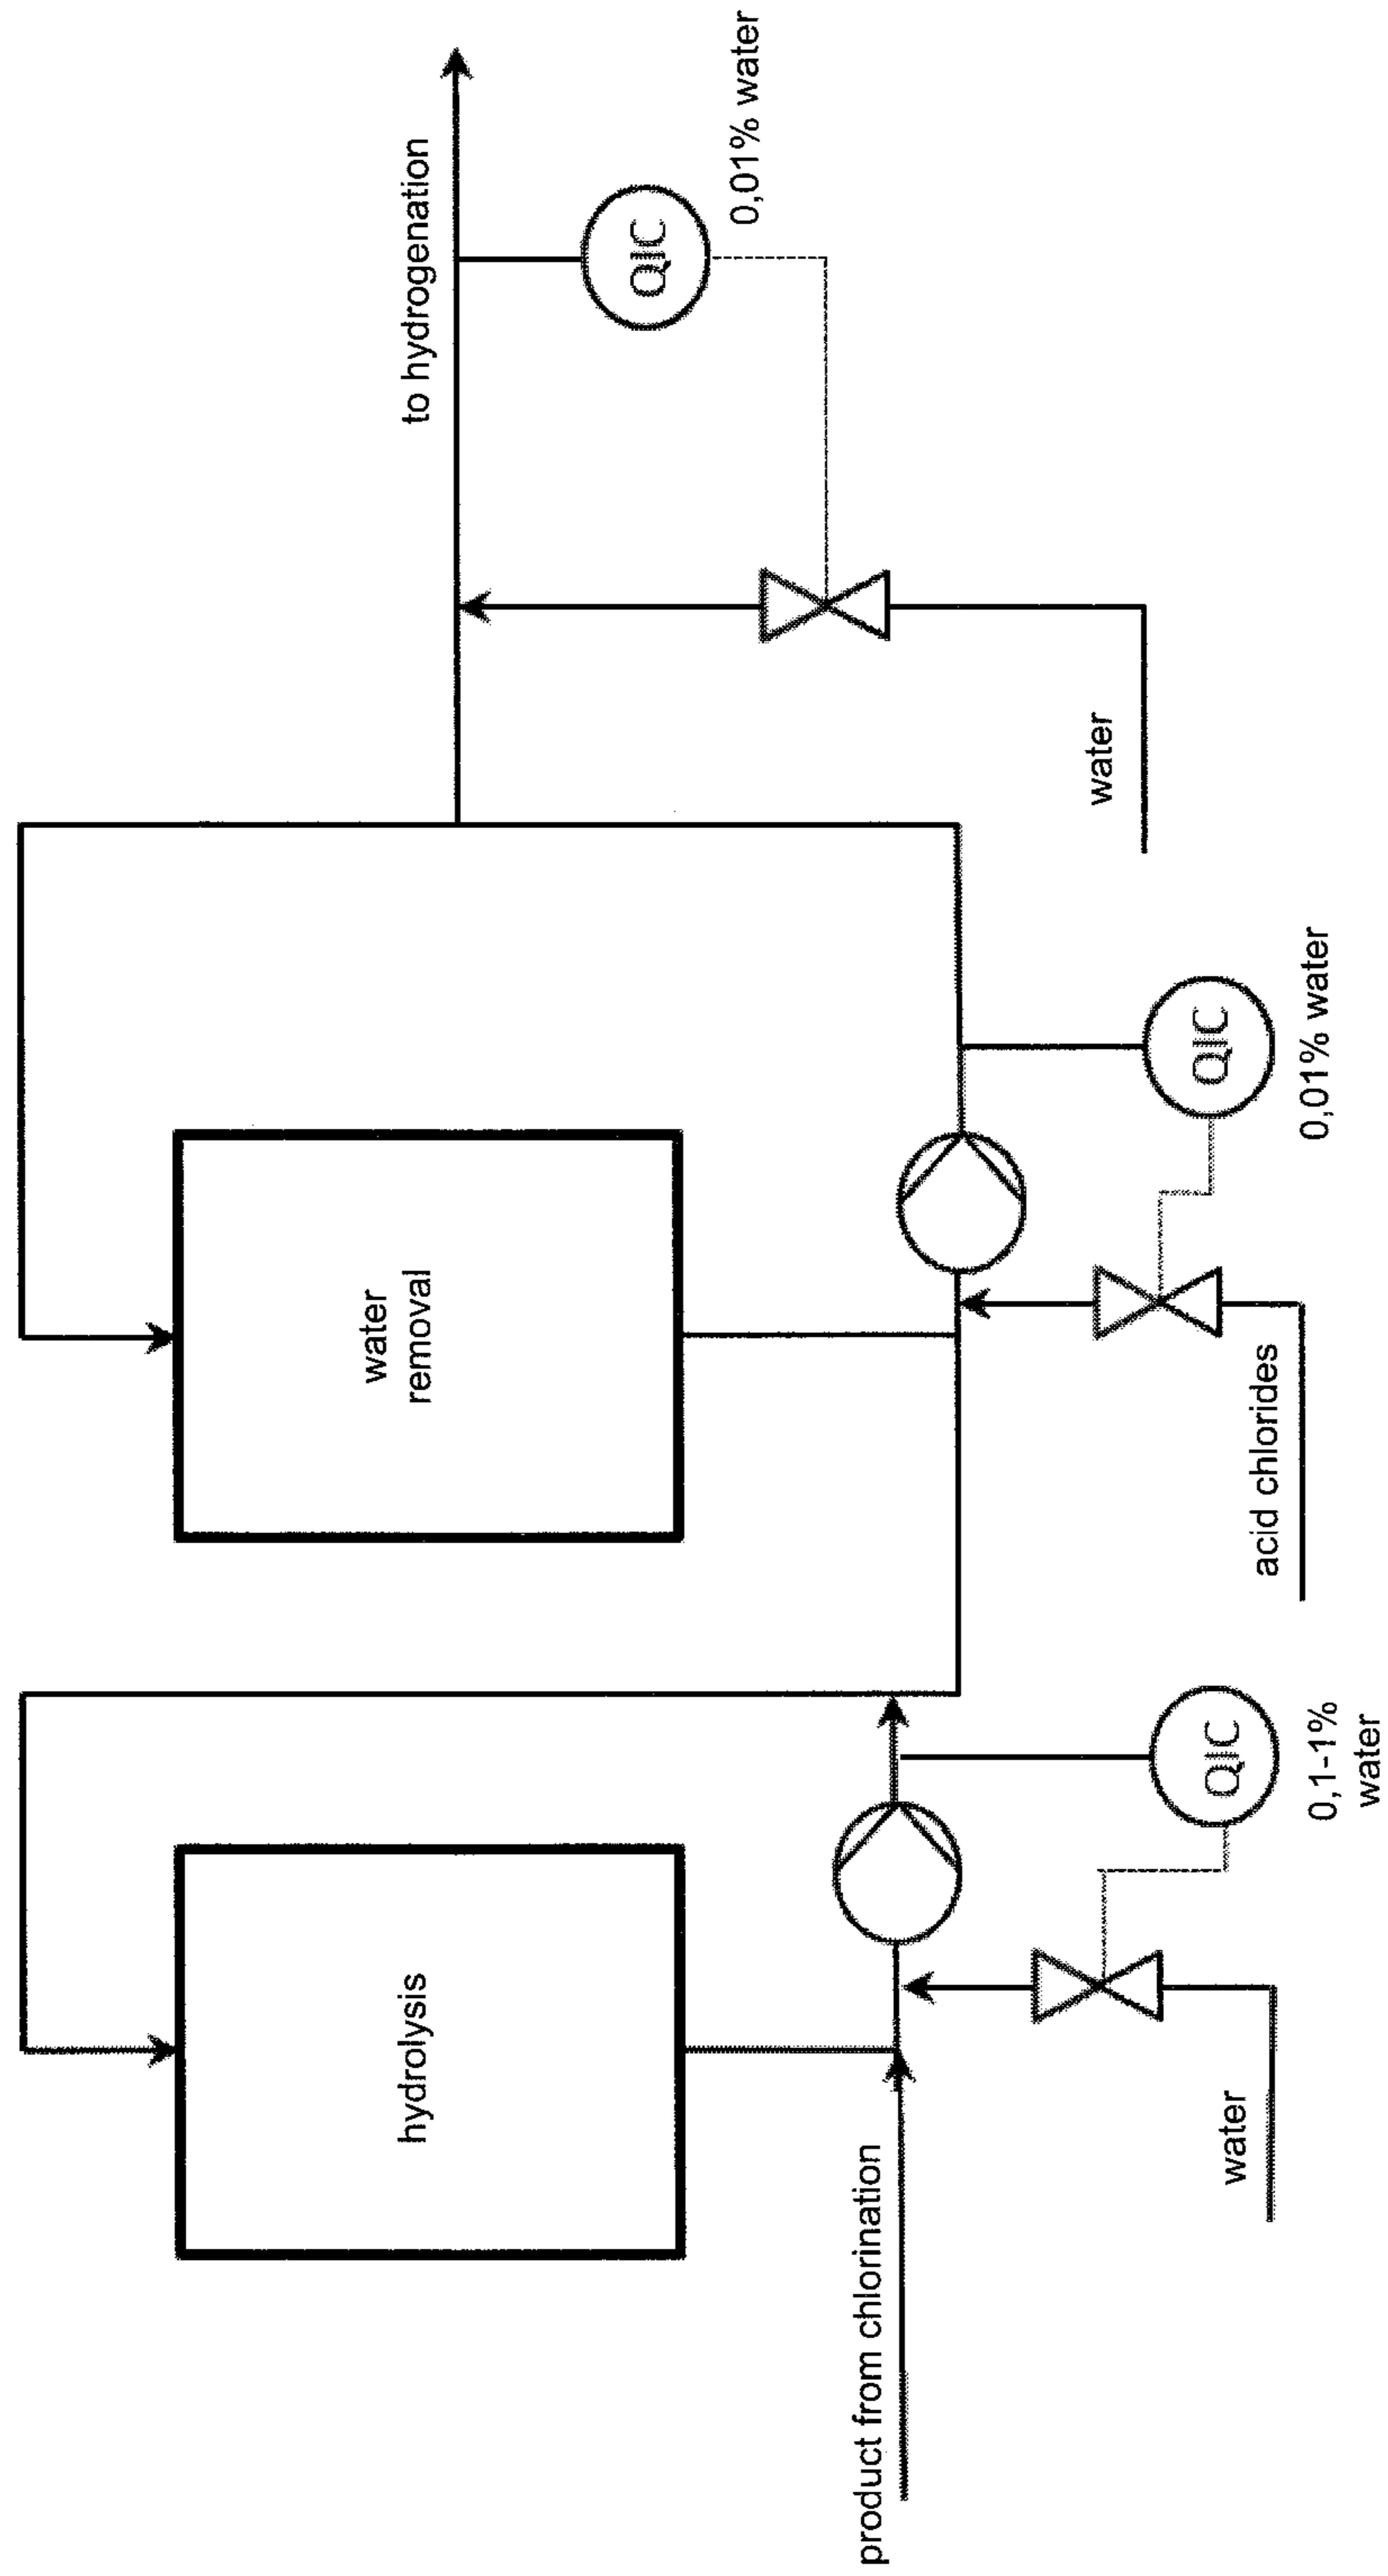 hydrolysis
product from chlorination
water
QIC
0,1-1%
water
water
removal
acid chlorides
QIC
0,01% water
to hydrogenation
water
QIC
0,01% water